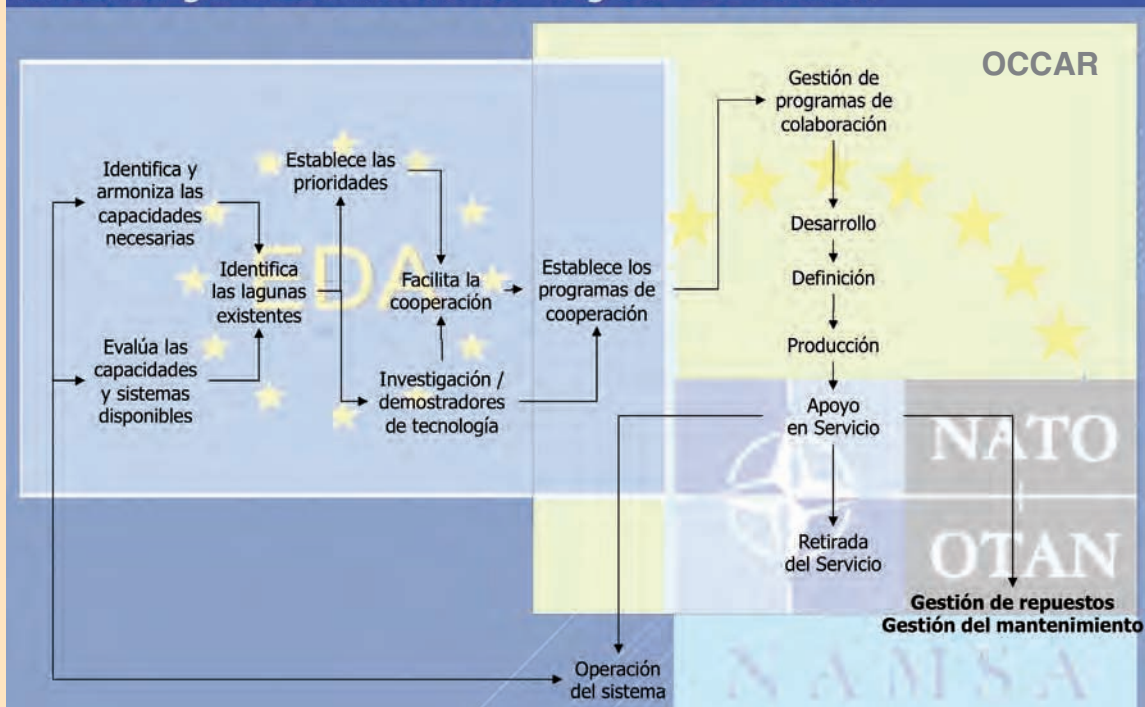 OCCAR
Gestión de
programas de
colaboración
Identifica y
armoniza las
capacidades
necesarias
Establece las
prioridades
Desarrollo
EDA
Identifica
las lagunas
existentes
Facilita la
cooperación
Establece los
programas de
cooperación
Definición
Evalúa las
capacidades
y sistemas
disponibles
Investigación /
demostradores
de tecnología
Producción
Apoyo
en Servicio
NATO
OTAN
Retirada
del Servicio
Gestión de repuestos
Gestión del mantenimiento
Operación
del sistema
NAMSA